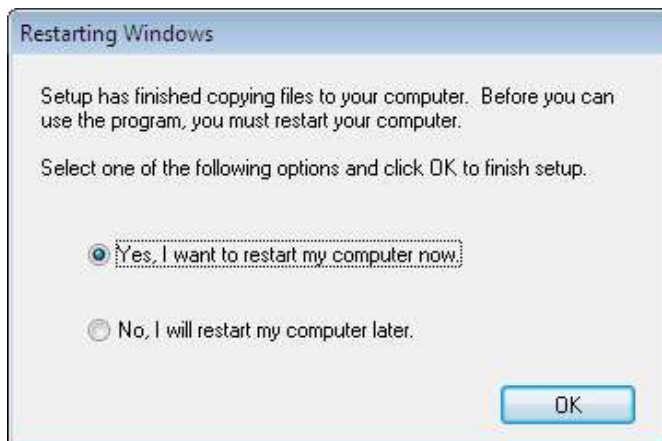 Restarting Windows
Setup has finished copying files to your computer.  Before you can
use the program, you must restart your computer.
Select one of the following options and click OK to finish setup.
Yes, I want to restart my computer now.
No, I will restart my computer later.
OK